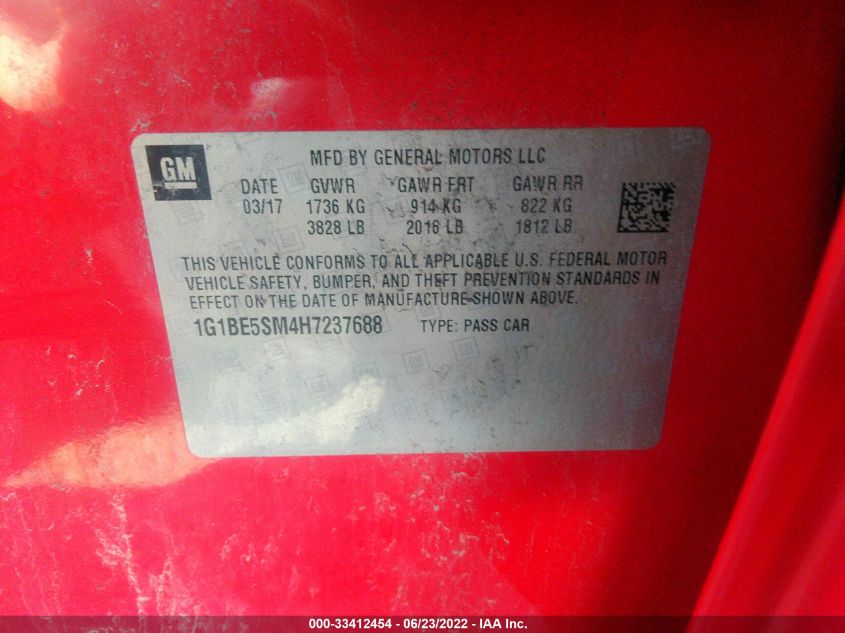 GM
MFD BY GENERAL MOTORS LLC
DATE GVWR GAWR FRT GAWR RR
03/17 1736 KG 914 KG 822 KG
3828 LB 2016 LB 1812 LB
THIS VEHICLE CONFORMS TO ALL APPLICABLE U.S. FEDERAL MOTOR
VEHICLE SAFETY, BUMPER, AND THEFT PREVENTION STANDARDS IN
EFFECT ON THE DATE OF MANUFACTURE SHOWN ABOVE.
1G1BE5SM4H7237688 TYPE: PASS CAR
000-33412454 - 06/23/2022 - IAA Inc.